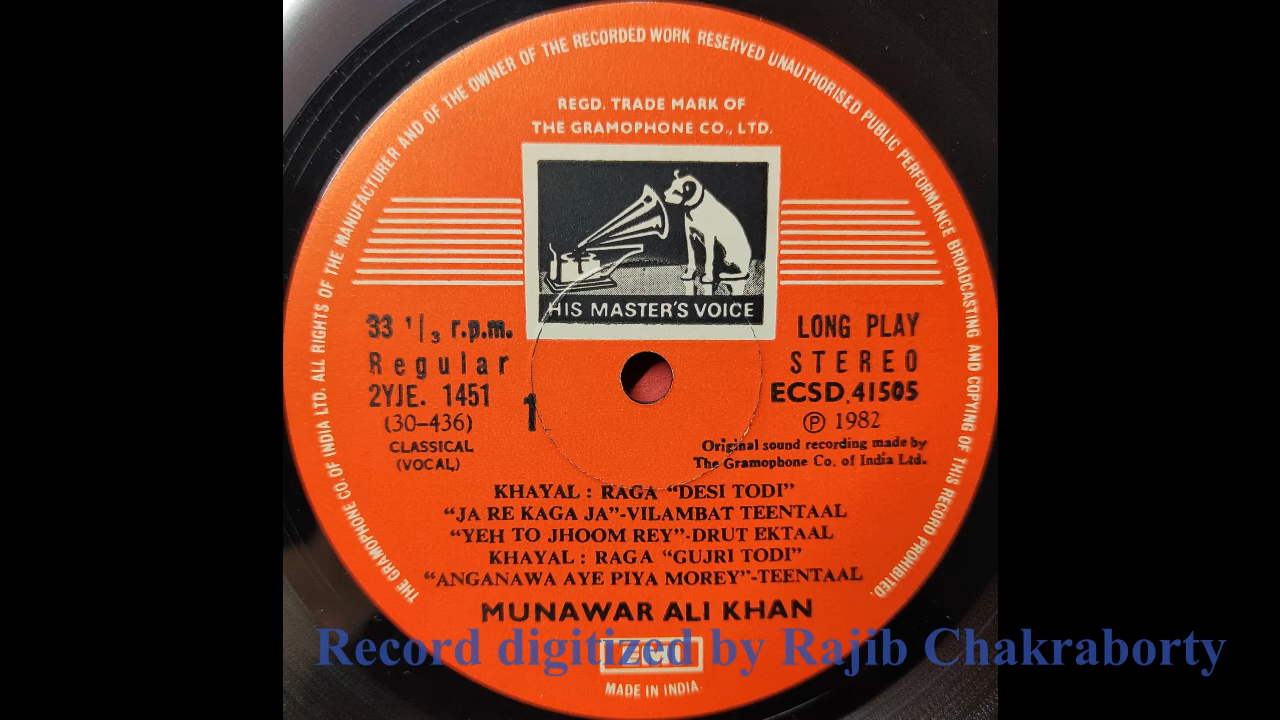 THE GRAMOPHONE CO. OF INDIA LTD. ALL RIGHTS OF THE MANUFACTURER AND OF THE OWNER OF THE RECORDED WORK RESERVED UNAUTHORISED PUBLIC PERFORMANCE BROADCASTING AND COPYING OF THIS RECORD PROHIBITED.
REGD. TRADE MARK OF
THE GRAMOPHONE CO., LTD.
HIS MASTER'S VOICE
33 1/3 r.p.m.
Regular
2YJE. 1451
(30-436)
CLASSICAL
(VOCAL)
1
LONG PLAY
STEREO
ECSD.41505
℗ 1982
Original sound recording made by
The Gramophone Co. of India Ltd.
KHAYAL : RAGA "DESI TODI"
"JA RE KAGA JA"-VILAMBAT TEENTAAL
"YEH TO JHOOM REY"-DRUT EKTAAL
KHAYAL : RAGA "GUJRI TODI"
"ANGANAWA AYE PIYA MOREY"-TEENTAAL
MUNAWAR ALI KHAN
Record digitized by Rajib Chakraborty
EMI
MADE IN INDIA.